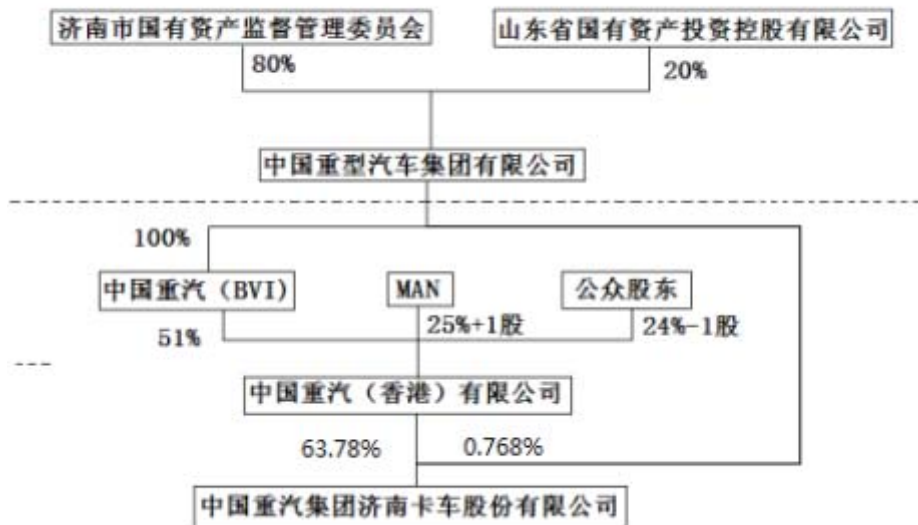 济南市国有资产监督管理委员会
山东省国有资产投资控股有限公司
80%
20%
中国重型汽车集团有限公司
100%
中国重汽（BVI)
MAN
公众股东
51%
25%+1股
24%-1股
中国重汽（香港）有限公司
63.78%
0.768%
中国重汽集团济南卡车股份有限公司